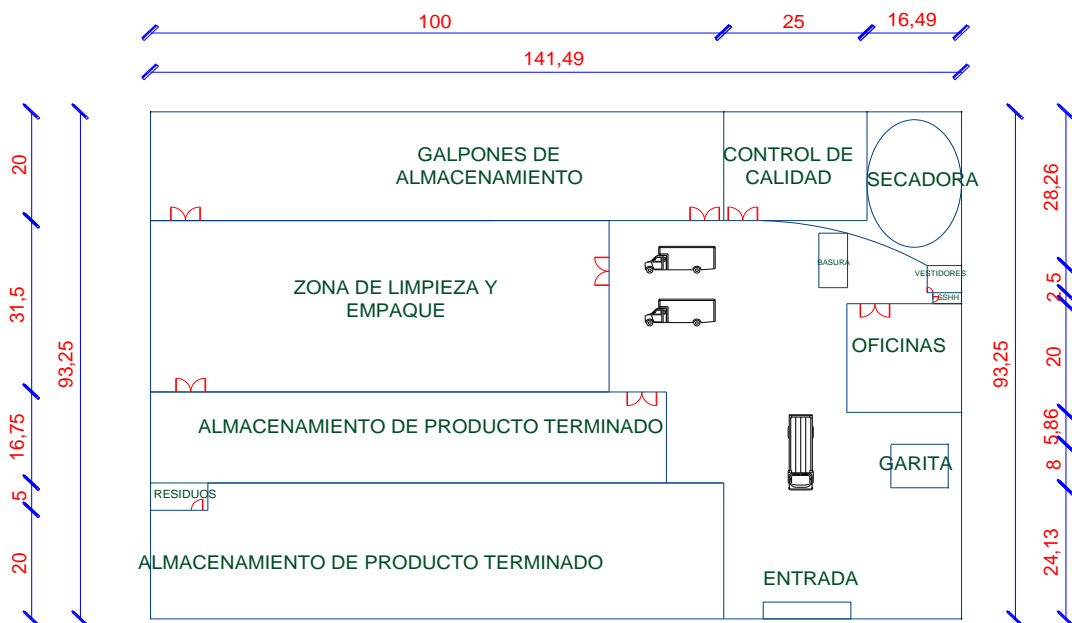 100
25
16,49
141,49
20
31,5
16,75
5
20
93,25
GALPONES DE
ALMACENAMIENTO
CONTROL DE
CALIDAD
SECADORA
ZONA DE LIMPIEZA Y
EMPAQUE
BASURA
VESTIDORES
SSHH
OFICINAS
ALMACENAMIENTO DE PRODUCTO TERMINADO
GARITA
RESIDUOS
ALMACENAMIENTO DE PRODUCTO TERMINADO
ENTRADA
93,25
28,26
5
2
20
5,86
8
24,13